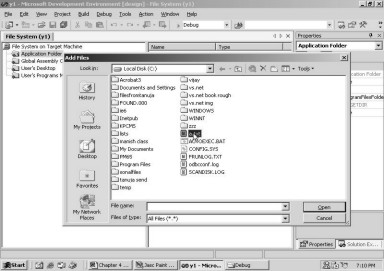 y1 - Microsoft Development Environment [design] - File System (y1)
File Edit View Project Build Debug Tools Action Window Help
Debug
File System (y1)
Properties
File System on Target Machine
Name Type
Application Folder
Application Folder
Global Assembly C
User's Desktop
User's Programs M
Add Files
Look in: Local Disk (C:)
Tools
History
My Projects
Desktop
Favorites
My Network Places
Acrobat3
Documents and Settings
filesfromtanuja
FOUND.000
ie6
Inetpub
KPCMS
lists
manish class
My Documents
PM65
Program Files
sonalfiles
tanuja send
temp
vijay
vs.net
vs.net book rough
vs.net img
WINDOWS
WINNT
zzz
AUTOEXEC.BAT
CONFIG.SYS
FRUNLOG.TXT
odbconf.log
SCANDISK.LOG
File name:
Open
Files of type: All Files (*.*)
Cancel
Properties Solution Ex...
Start
Chapter 4 ...
Jasc Paint ...
y1 - Micro...
Debug
7:10 PM